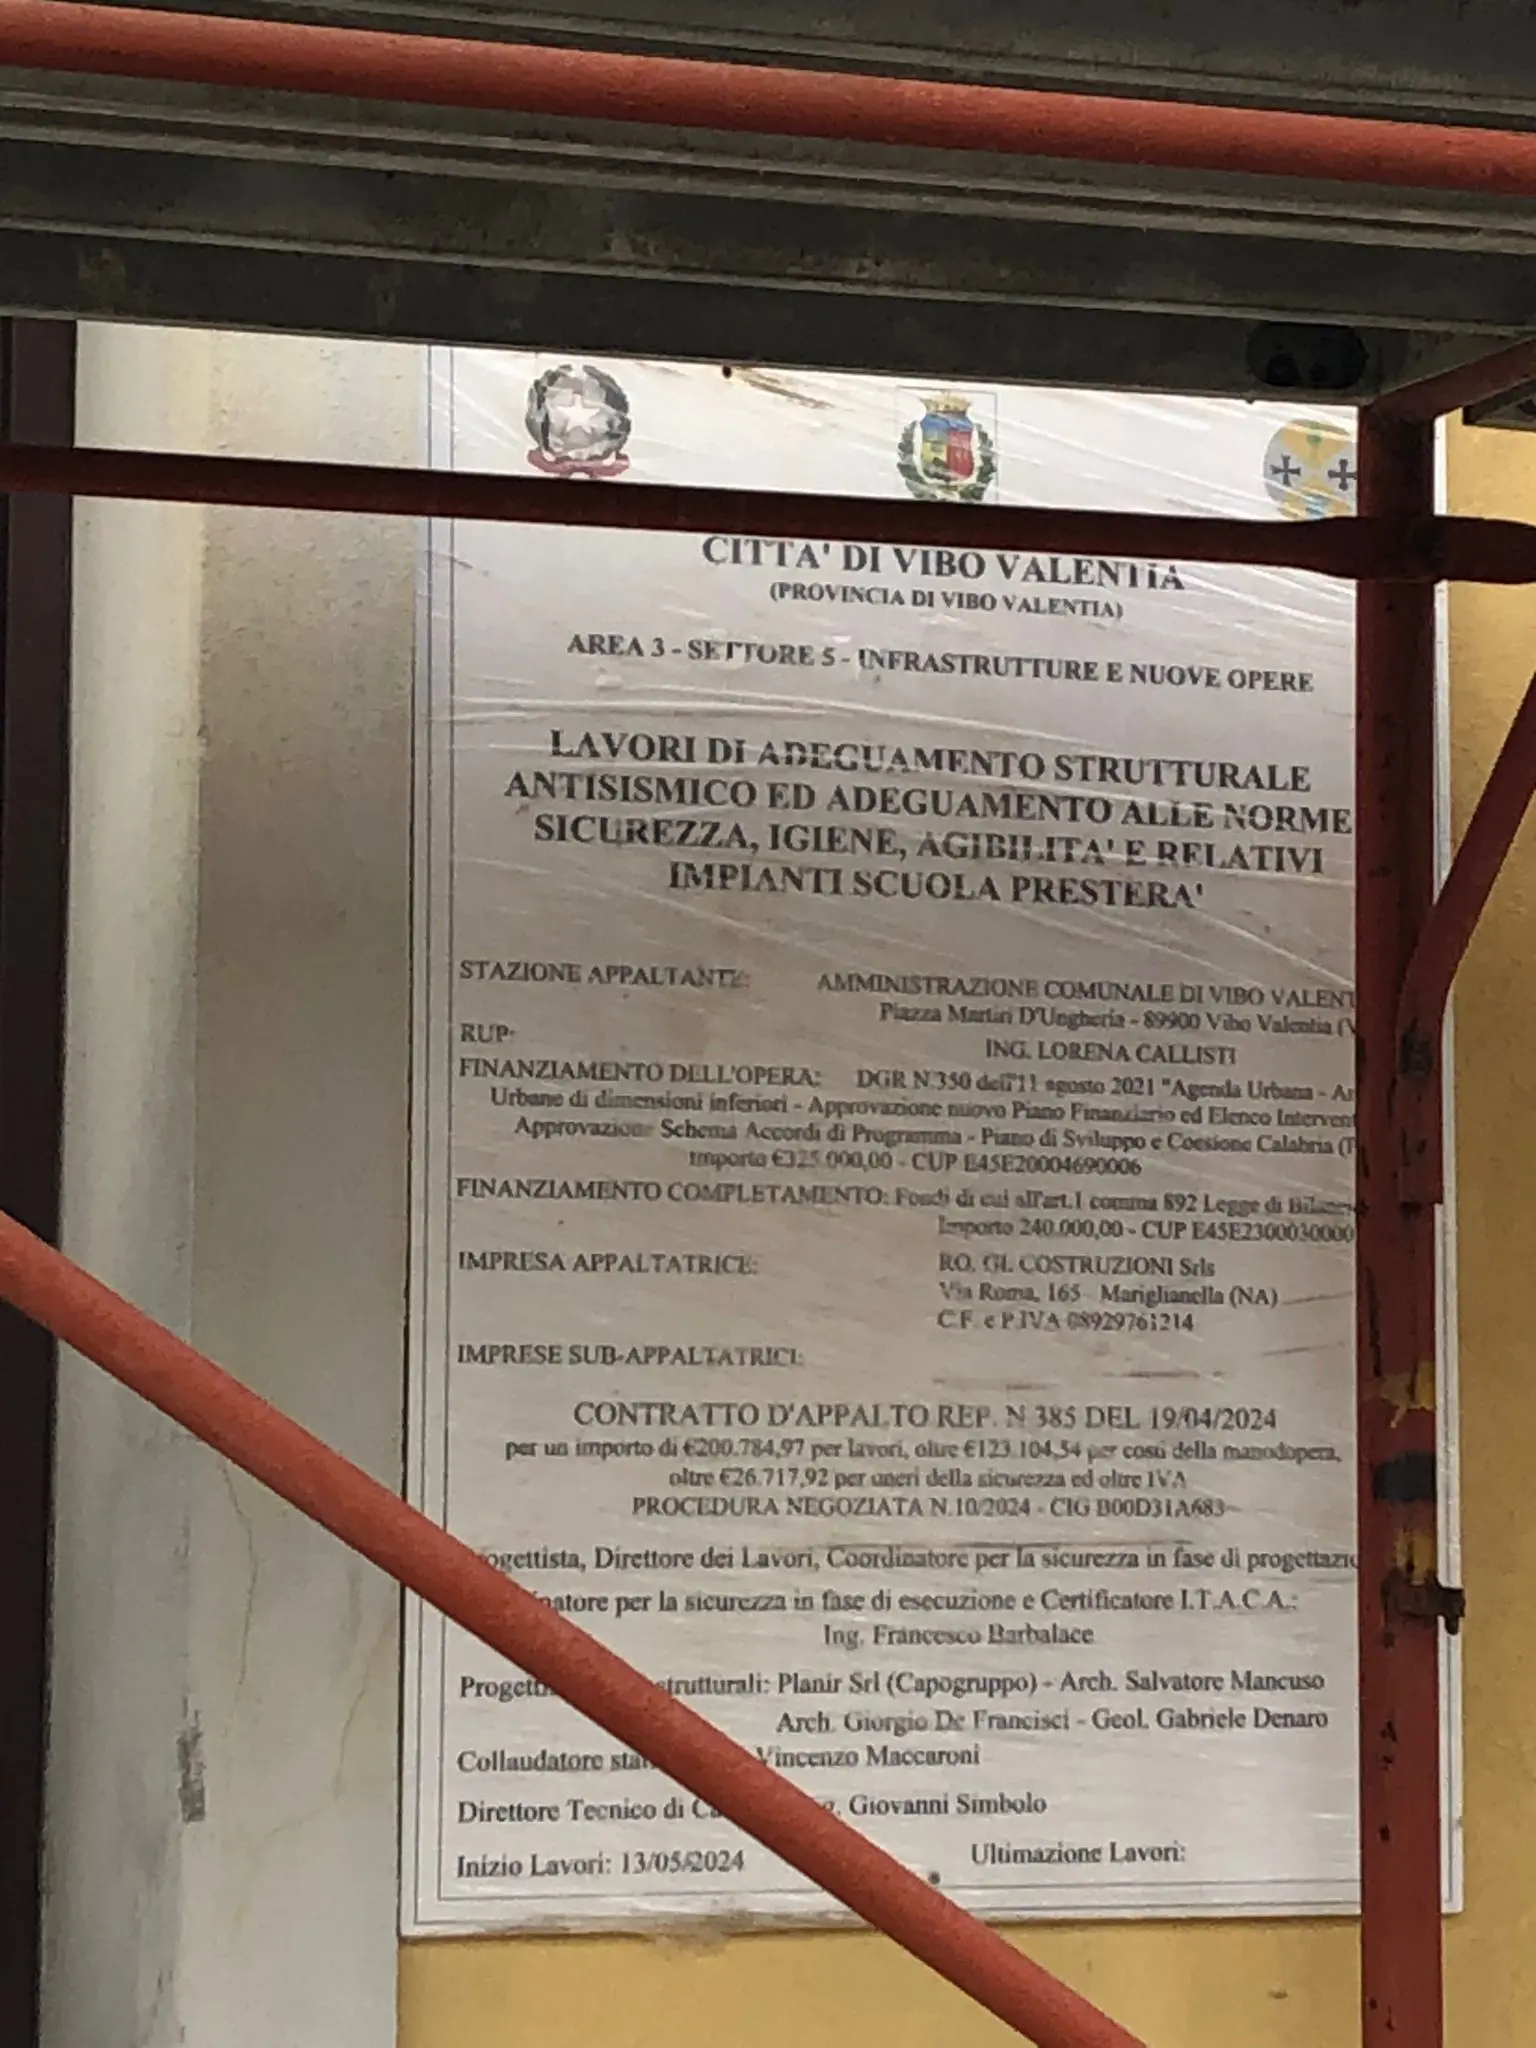 CITTA' DI VIBO VALENTIA
(PROVINCIA DI VIBO VALENTIA)
AREA 3 - SETTORE 5 - INFRASTRUTTURE E NUOVE OPERE
LAVORI DI ADEGUAMENTO STRUTTURALE
ANTISISMICO ED ADEGUAMENTO ALLE NORME
SICUREZZA, IGIENE, AGIBILITA' E RELATIVI
IMPIANTI SCUOLA PRESTERA'
STAZIONE APPALTANTE: AMMINISTRAZIONE COMUNALE DI VIBO VALENT
Piazza Martiri D'Ungheria - 89900 Vibo Valentia (V
RUP: ING. LORENA CALLISTI
FINANZIAMENTO DELL'OPERA: DGR N.350 dell'11 agosto 2021 "Agenda Urbana - Ar
Urbane di dimensioni inferiori - Approvazione nuovo Piano Finanziario ed Elenco Intervent
Approvazione Schema Accordi di Programma - Piano di Sviluppo e Coesione Calabria (
Importo €325.000,00 - CUP E45E20004690006
FINANZIAMENTO COMPLETAMENTO: Fondi di cui all'art.1 comma 892 Legge di Bilanc
Importo 240.000,00 - CUP E45E2300030000
IMPRESA APPALTATRICE: RO. GI. COSTRUZIONI Srls
Via Roma, 165 - Mariglianella (NA)
C.F. e P.IVA 08929761214
IMPRESE SUB-APPALTATRICI:
CONTRATTO D'APPALTO REP. N 385 DEL 19/04/2024
per un importo di €200.784,97 per lavori, oltre €123.104,54 per costi della manodopera,
oltre €26.717,92 per oneri della sicurezza ed oltre IVA
PROCEDURA NEGOZIATA N.10/2024 - CIG B00D31A683
ogettista, Direttore dei Lavori, Coordinatore per la sicurezza in fase di progettazio
natore per la sicurezza in fase di esecuzione e Certificatore I.T.A.C.A.:
Ing. Francesco Barbalace
Progett strutturali: Planir Srl (Capogruppo) - Arch. Salvatore Mancuso
Arch. Giorgio De Francisci - Geol. Gabriele Denaro
Collaudatore sta Vincenzo Maccaroni
Direttore Tecnico di Ca g. Giovanni Simbolo
Inizio Lavori: 13/05/2024 Ultimazione Lavori: